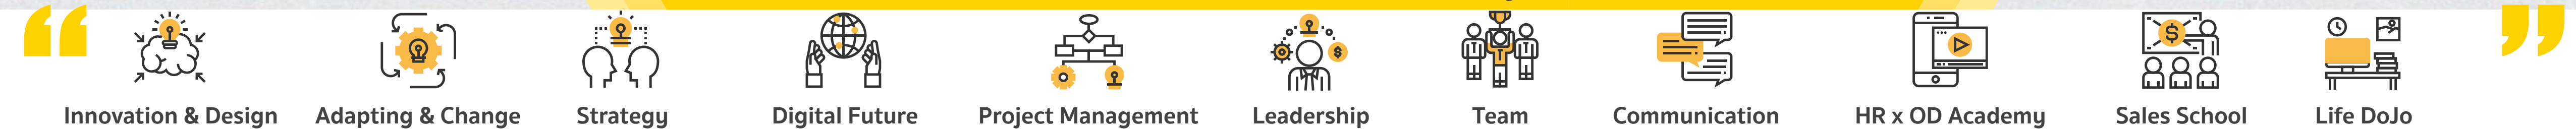 Innovation & Design
Adapting & Change
Strategy
Digital Future
Project Management
Leadership
Team
Communication
HR x OD Academy
Sales School
Life DoJo